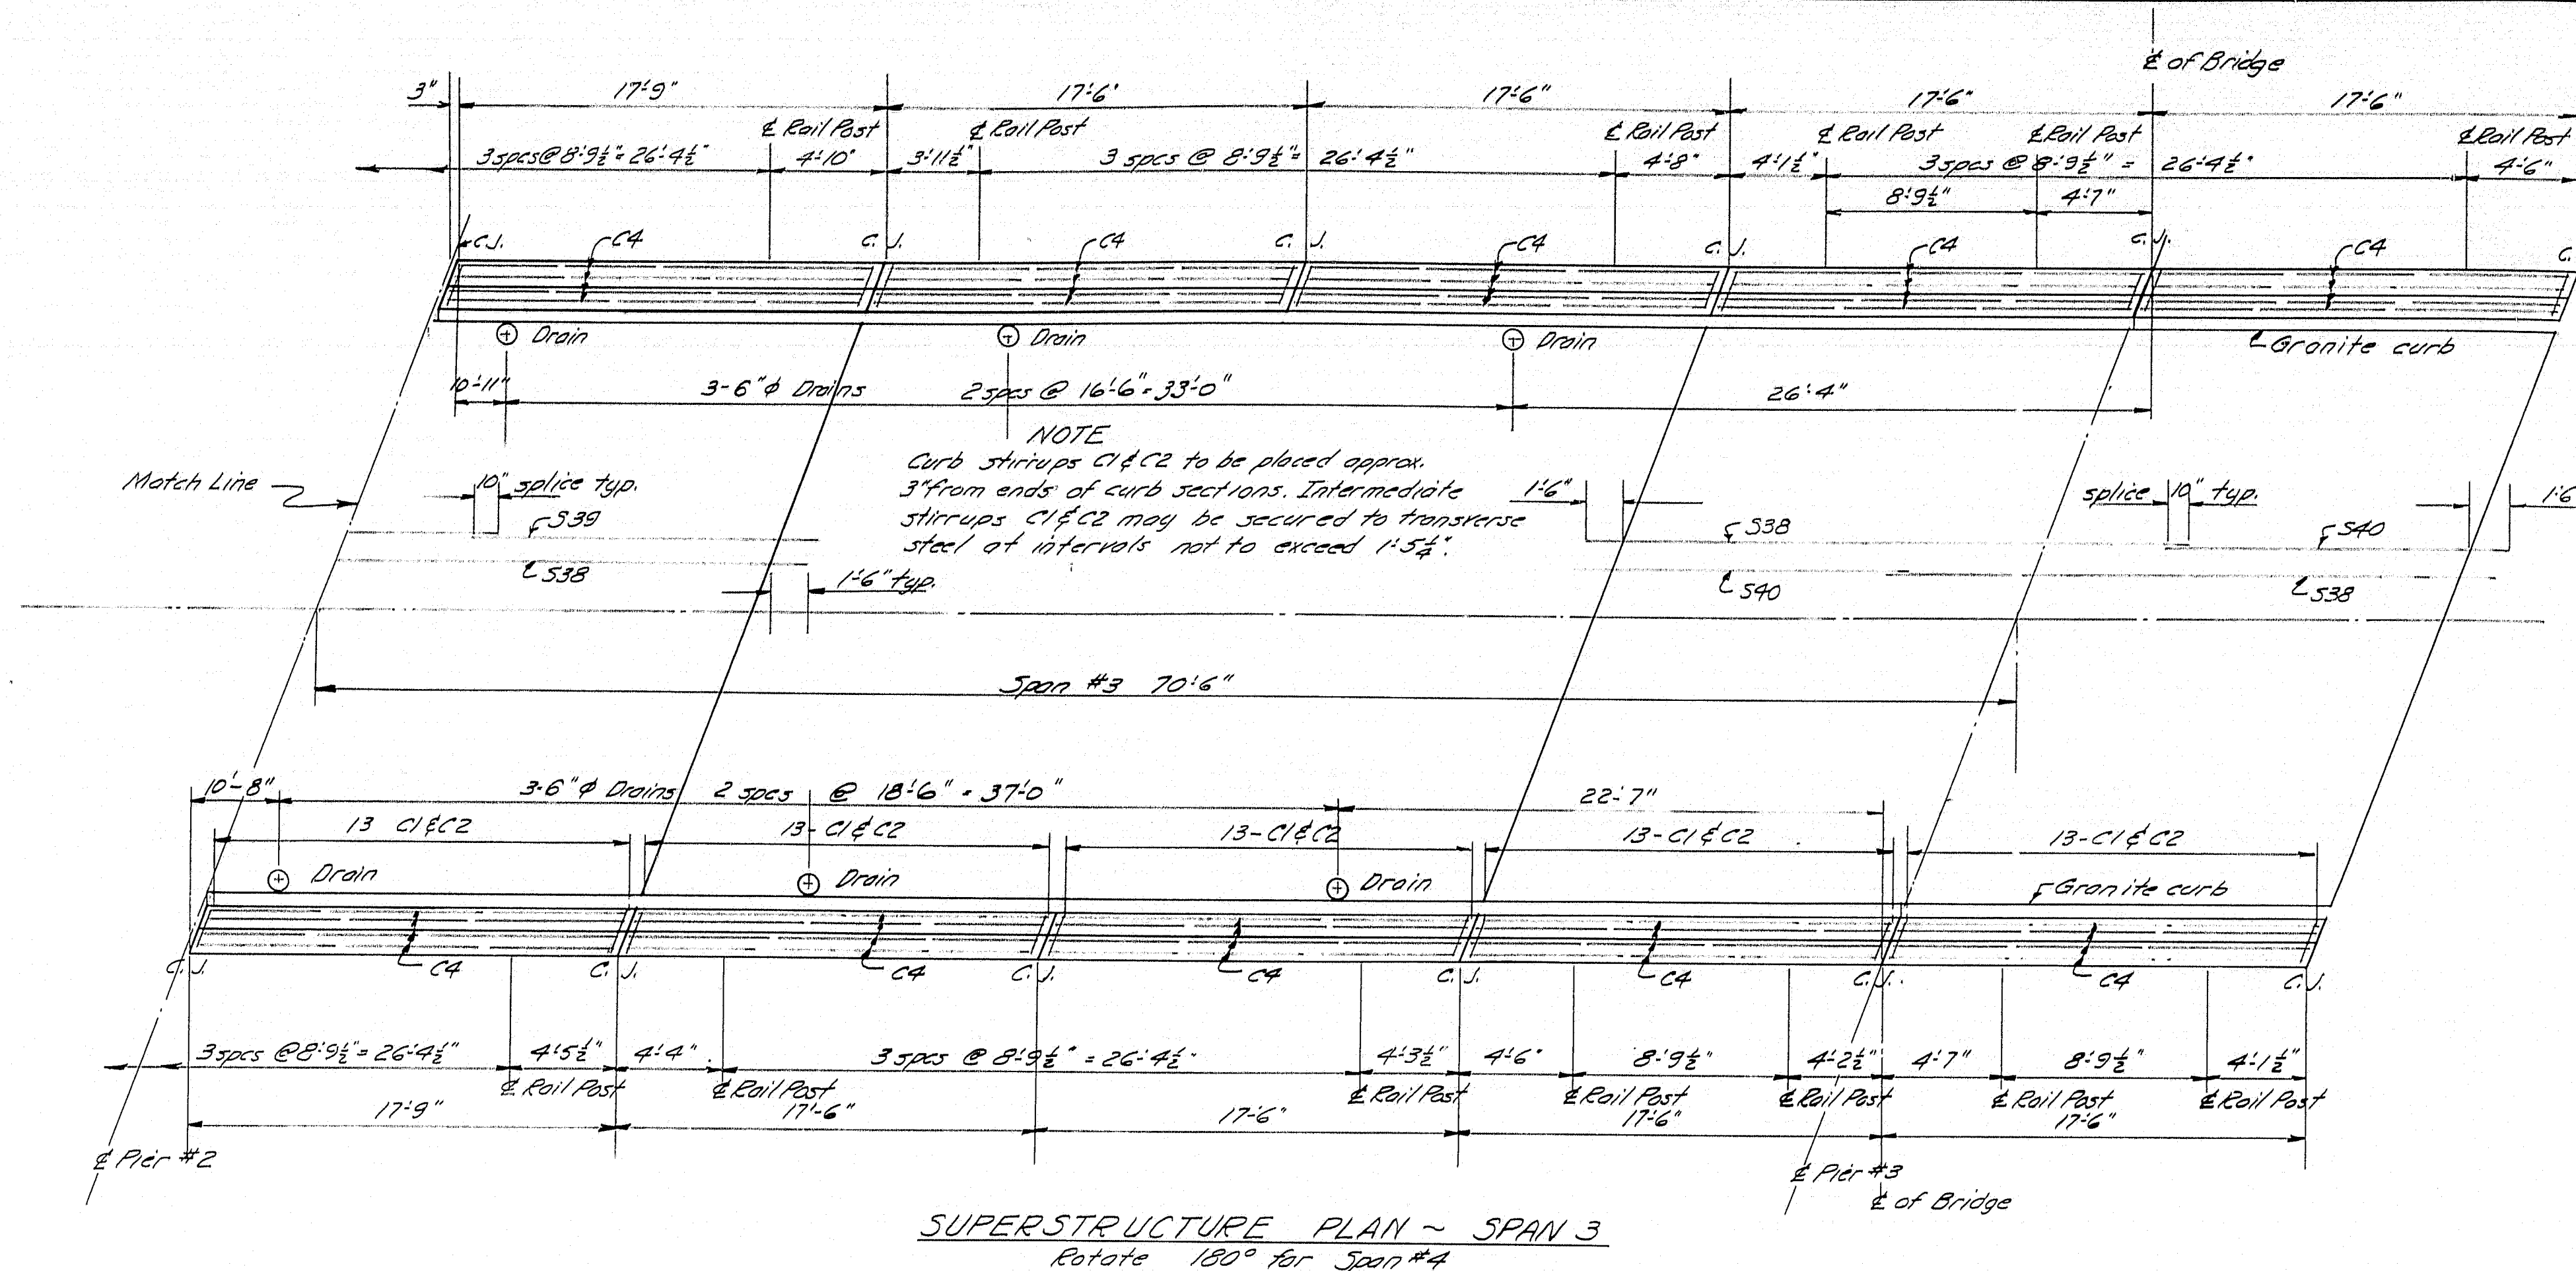 ℄ of Bridge
3" 17'-9" 17'-6" 17'-6" 17'-6" 17'-6"
℄ Rail Post ℄ Rail Post ℄ Rail Post ℄ Rail Post ℄ Rail Post ℄ Rail Post
3 spcs @ 8'-9½" = 26'-4½" 4'-10" 3'-11½" 3 spcs @ 8'-9½" = 26'-4½" 4'-8" 4'-1½" 3 spcs @ 8'-9½" = 26'-4½" 4'-6"
8'-9½" 4'-7"
C.J. C4 C.J. C4 C.J. C4 C.J. C4 C.J. C4 C.
Drain Drain Drain Granite curb
10'-11" 3-6"φ Drains 2 spcs @ 16'-6" = 33'-0" 26'-4"
NOTE
Curb stirrups C1 & C2 to be placed approx.
3" from ends of curb sections. Intermediate
stirrups C1 & C2 may be secured to transverse
steel at intervals not to exceed 1'-5¼".
Match Line
10" splice typ.
S39
S38
1'-6" typ.
1'-6"
S38
S40
splice 10" typ.
1'-6
S40
S38
Span #3 70'-6"
10'-8" 3-6"φ Drains 2 spcs @ 18'-6" = 37'-0" 22'-7"
13 C1 & C2 13-C1 & C2 13-C1 & C2 13-C1 & C2 13-C1 & C2
Drain Drain Drain Granite curb
C.J. C4 C.J. C4 C.J. C4 C.J. C4 C.J. C4 C.J.
3 spcs @ 8'-9½" = 26'-4½" 4'-5½" 4'-4" 3 spcs @ 8'-9½" = 26'-4½" 4'-3½" 4'-6" 8'-9½" 4'-2½" 4'-7" 8'-9½" 4'-1½"
℄ Rail Post ℄ Rail Post ℄ Rail Post ℄ Rail Post ℄ Rail Post ℄ Rail Post ℄ Rail Post
17'-9" 17'-6" 17'-6" 17'-6" 17'-6"
℄ Pier #2
℄ Pier #3
℄ of Bridge
SUPERSTRUCTURE PLAN ~ SPAN 3
Rotate 180° for Span #4